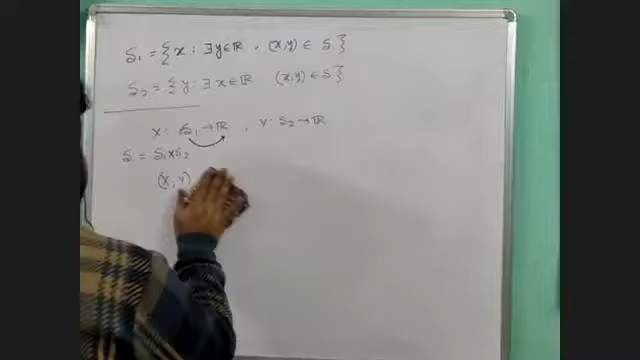 S₁ = { x : ∃ y ∈ ℝ , (x,y) ∈ S }
S₂ = { y : ∃ x ∈ ℝ (x,y) ∈ S }
X : S₁ → ℝ , Y : S₂ → ℝ
S = S₁ × S₂
(X, Y)